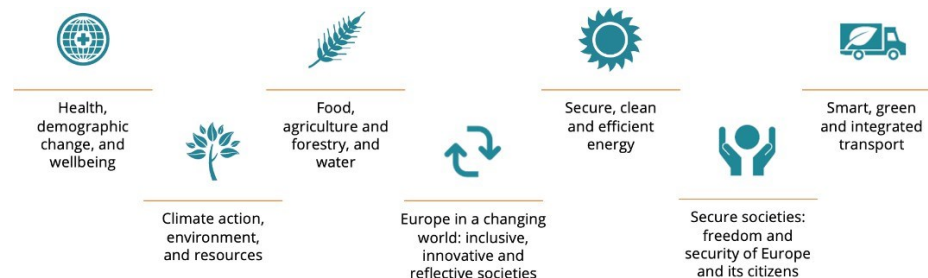 Health,
demographic
change, and
wellbeing
Climate action,
environment,
and resources
Food,
agriculture and
forestry, and
water
Europe in a changing
world: inclusive,
innovative and
reflective societies
Secure, clean
and efficient
energy
Secure societies:
freedom and
security of Europe
and its citizens
Smart, green
and integrated
transport